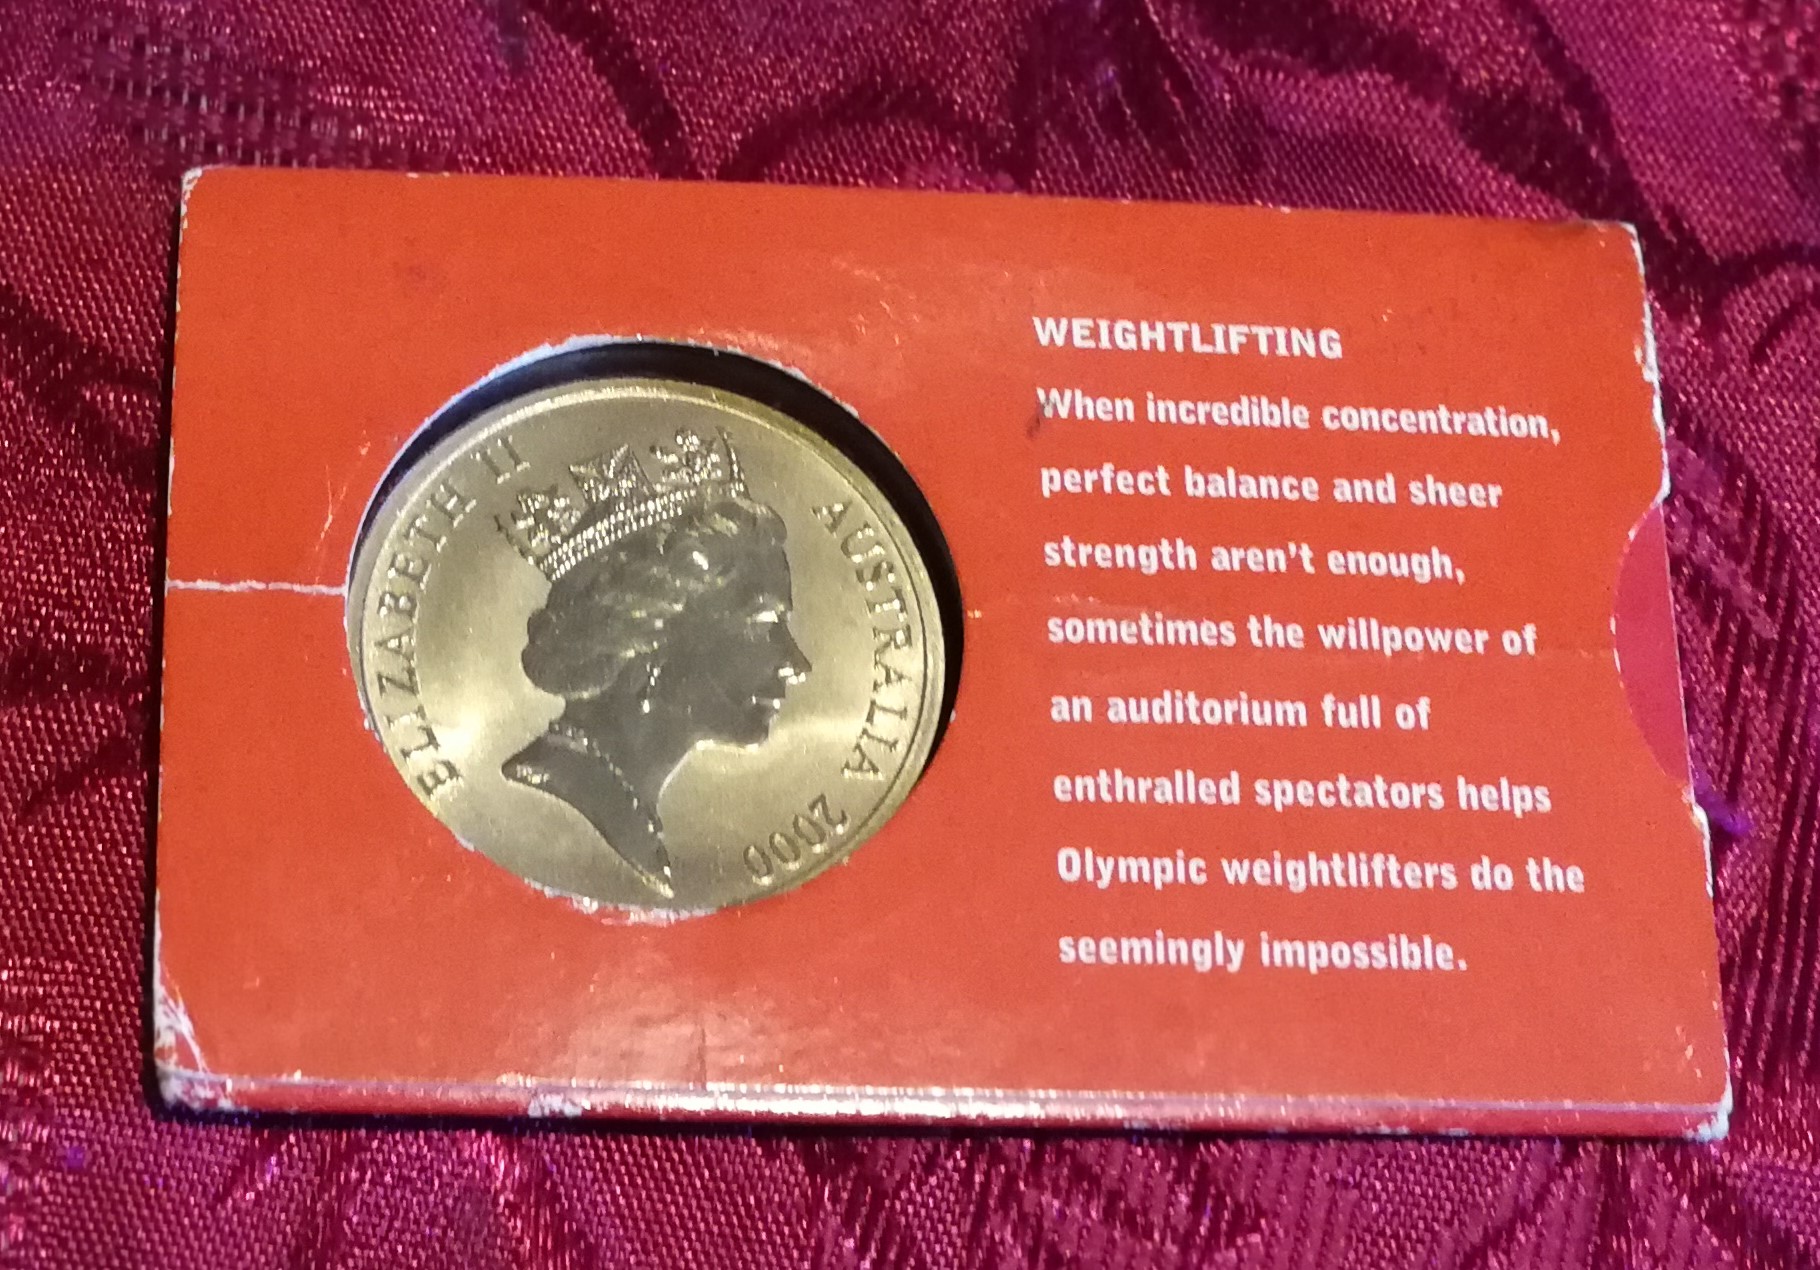 ELIZABETH II AUSTRALIA 2000
WEIGHTLIFTING
When incredible concentration,
perfect balance and sheer
strength aren't enough,
sometimes the willpower of
an auditorium full of
enthralled spectators helps
Olympic weightlifters do the
seemingly impossible.